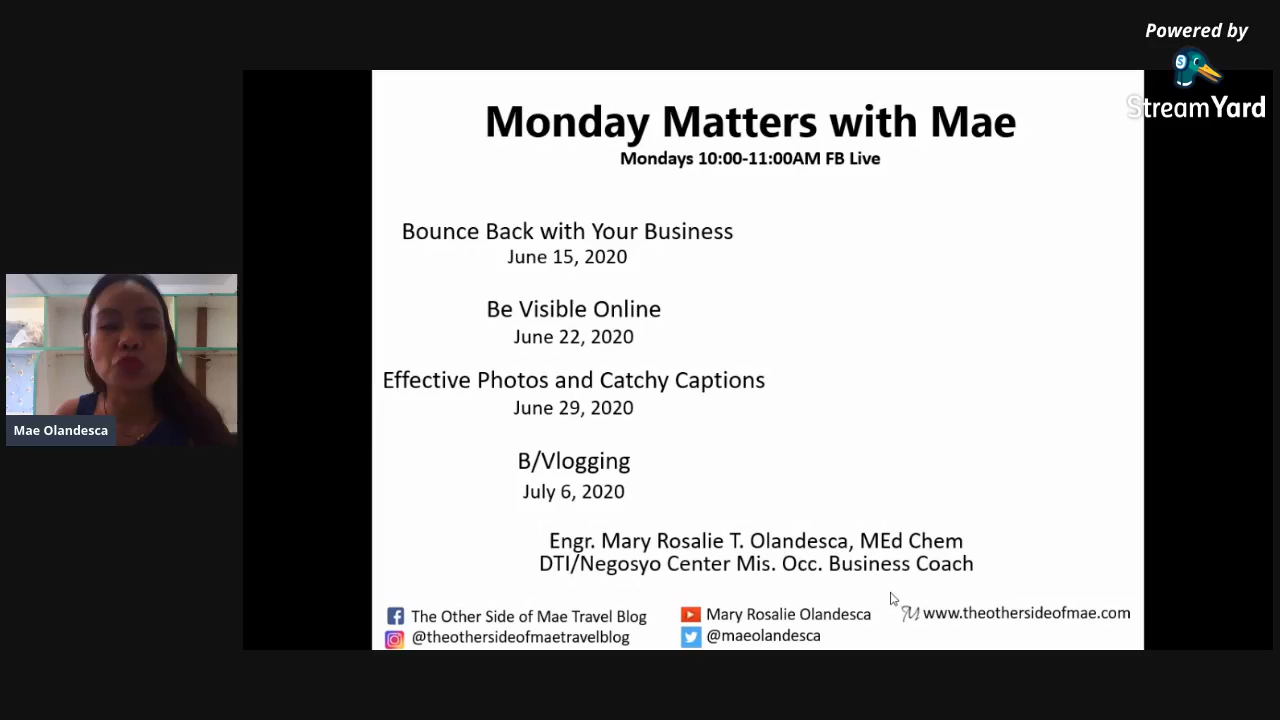 Powered by
StreamYard
Monday Matters with Mae
Mondays 10:00-11:00AM FB Live
Bounce Back with Your Business
June 15, 2020
Be Visible Online
June 22, 2020
Effective Photos and Catchy Captions
June 29, 2020
Mae Olandesca
B/Vlogging
July 6, 2020
Engr. Mary Rosalie T. Olandesca, MEd Chem
DTI/Negosyo Center Mis. Occ. Business Coach
The Other Side of Mae Travel Blog
@theothersideofmaetravelblog
Mary Rosalie Olandesca
@maeolandesca
www.theothersideofmae.com